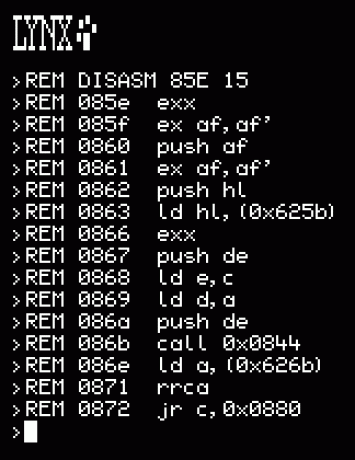 LYNX
>REM DISASM 85E 15
>REM 085e  exx
>REM 085f  ex af,af’
>REM 0860  push af
>REM 0861  ex af,af’
>REM 0862  push hl
>REM 0863  ld hl,(0x625b)
>REM 0866  exx
>REM 0867  push de
>REM 0868  ld e,c
>REM 0869  ld d,a
>REM 086a  push de
>REM 086b  call 0x0844
>REM 086e  ld a,(0x626b)
>REM 0871  rrca
>REM 0872  jr c,0x0880
>